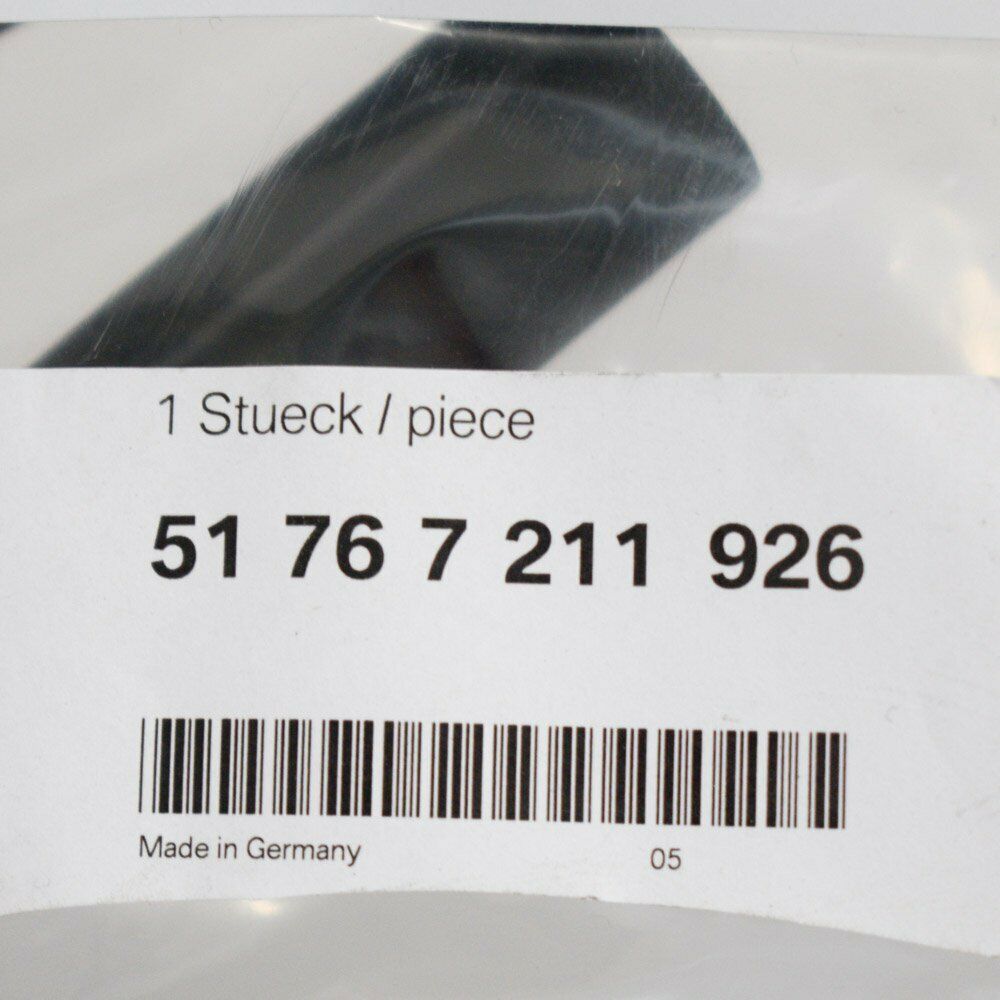 1 Stueck / piece
51 76 7 211 926
Made in Germany 05